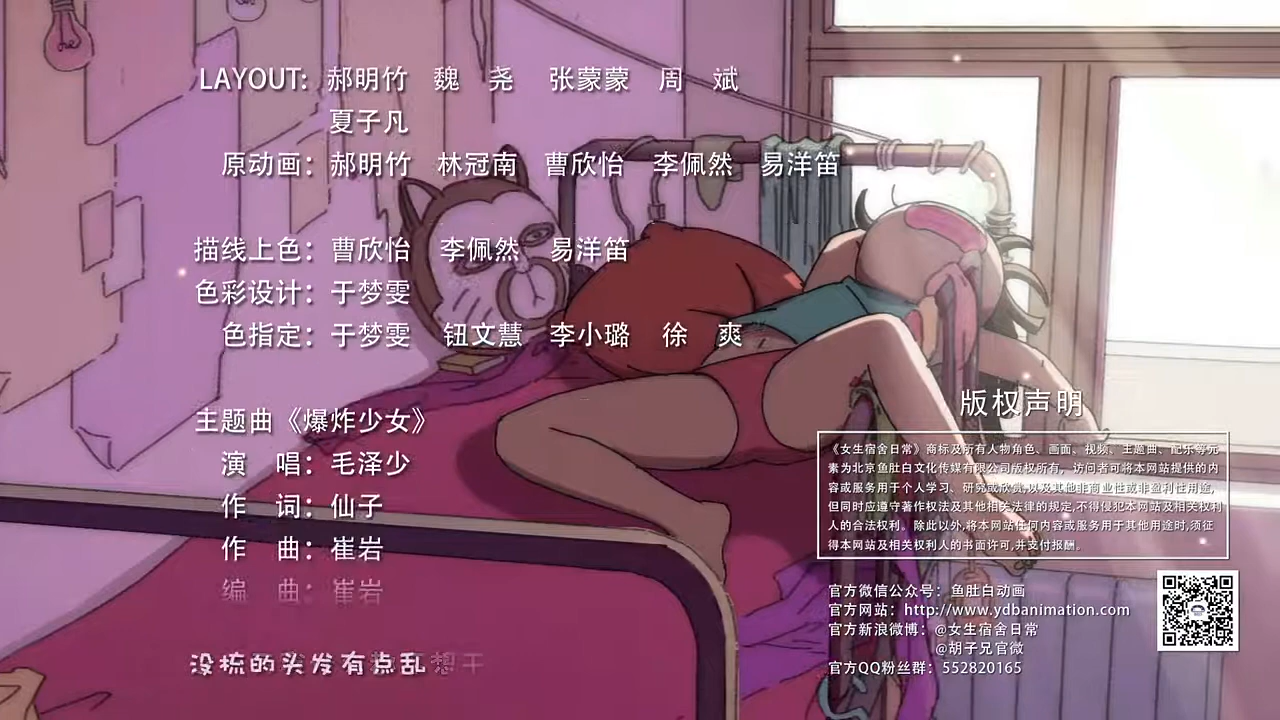 LAYOUT: 郝明竹 魏 尧 张蒙蒙 周 斌
夏子凡
原动画: 郝明竹 林冠南 曹欣怡 李佩然 易洋笛
描线上色: 曹欣怡 李佩然 易洋笛
色彩设计: 于梦雯
色指定: 于梦雯 钮文慧 李小璐 徐 爽
主题曲《爆炸少女》
演 唱: 毛泽少
作 词: 仙子
作 曲: 崔岩
编 曲: 崔岩
没梳的头发有点乱 想干
版权声明
《女生宿舍日常》商标及所有人物角色、画面、视频、主题曲、配乐等元
素为北京鱼肚白文化传媒有限公司版权所有，访问者可将本网站提供的内
容或服务用于个人学习、研究或欣赏,以及其他非商业性或非盈利性用途,
但同时应遵守著作权法及其他相关法律的规定,不得侵犯本网站及相关权利
人的合法权利。除此以外,将本网站任何内容或服务用于其他用途时,须征
得本网站及相关权利人的书面许可,并支付报酬。
官方微信公众号: 鱼肚白动画
官方网站: http://www.ydbanimation.com
官方新浪微博: @女生宿舍日常
@胡子兄官微
官方QQ粉丝群: 552820165